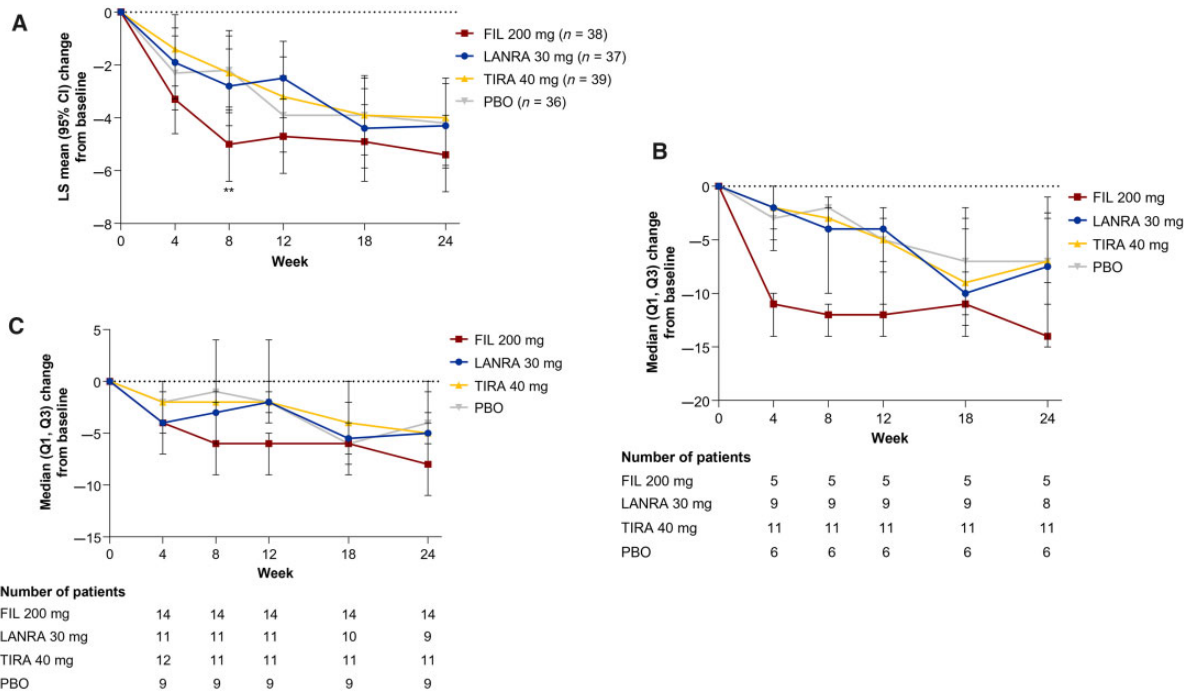 A
LS mean (95% CI) change
from baseline
0
–2
–4
–6
–8
**
0 4 8 12 18 24
Week
FIL 200 mg (n = 38)
LANRA 30 mg (n = 37)
TIRA 40 mg (n = 39)
PBO (n = 36)
B
Median (Q1, Q3) change
from baseline
0
–5
–10
–15
–20
0 4 8 12 18 24
Week
FIL 200 mg
LANRA 30 mg
TIRA 40 mg
PBO
Number of patients
FIL 200 mg 5 5 5 5 5
LANRA 30 mg 9 9 9 9 8
TIRA 40 mg 11 11 11 11 11
PBO 6 6 6 6 6
C
Median (Q1, Q3) change
from baseline
5
0
–5
–10
–15
0 4 8 12 18 24
Week
FIL 200 mg
LANRA 30 mg
TIRA 40 mg
PBO
Number of patients
FIL 200 mg 14 14 14 14 14
LANRA 30 mg 11 11 11 10 9
TIRA 40 mg 12 11 11 11 11
PBO 9 9 9 9 9